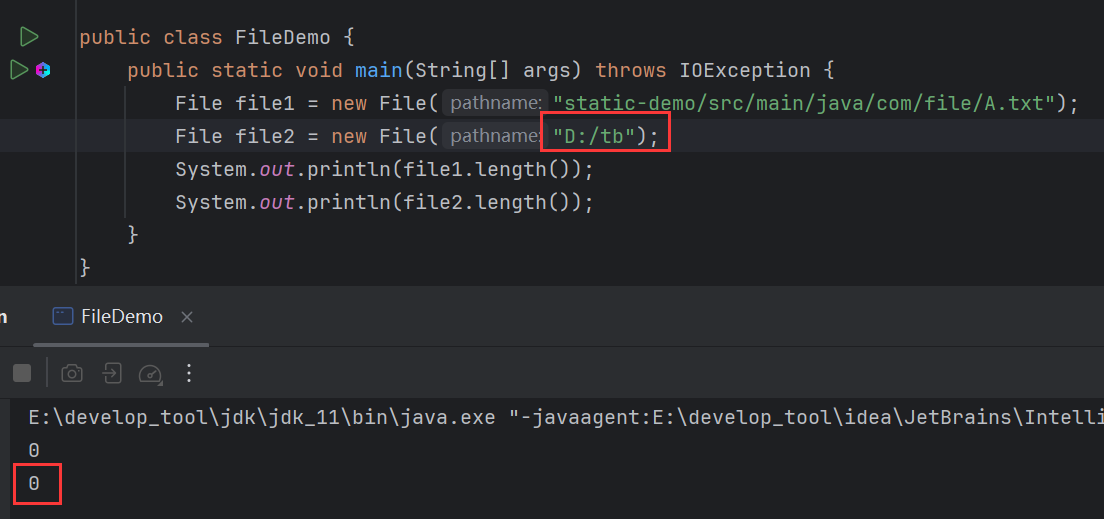 public class FileDemo {
public static void main(String[] args) throws IOException {
File file1 = new File( pathname: "static-demo/src/main/java/com/file/A.txt");
File file2 = new File( pathname: "D:/tb");
System.out.println(file1.length());
System.out.println(file2.length());
}
}
n FileDemo ×
E:\develop_tool\jdk\jdk_11\bin\java.exe "-javaagent:E:\develop_tool\idea\JetBrains\Intelli
0
0